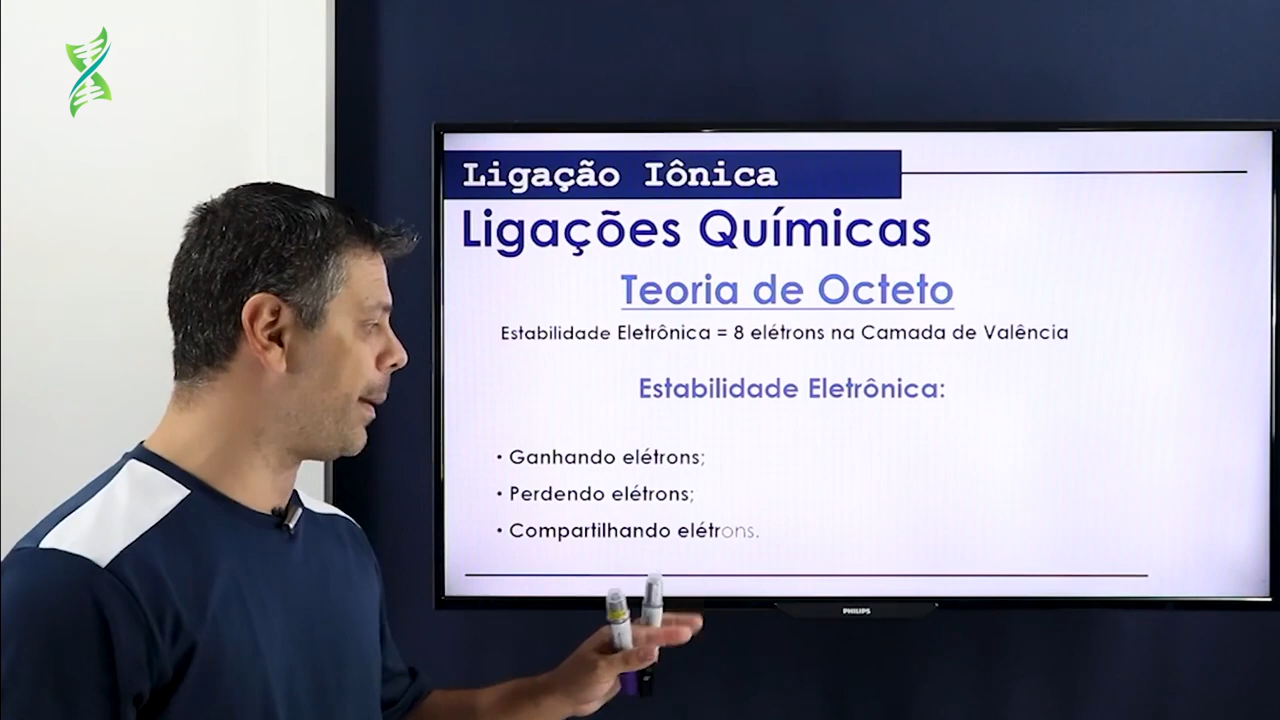 Ligação Iônica
Ligações Químicas
Teoria de Octeto
Estabilidade Eletrônica = 8 elétrons na Camada de Valência
Estabilidade Eletrônica:
• Ganhando elétrons;
• Perdendo elétrons;
• Compartilhando elétrons.
PHILIPS